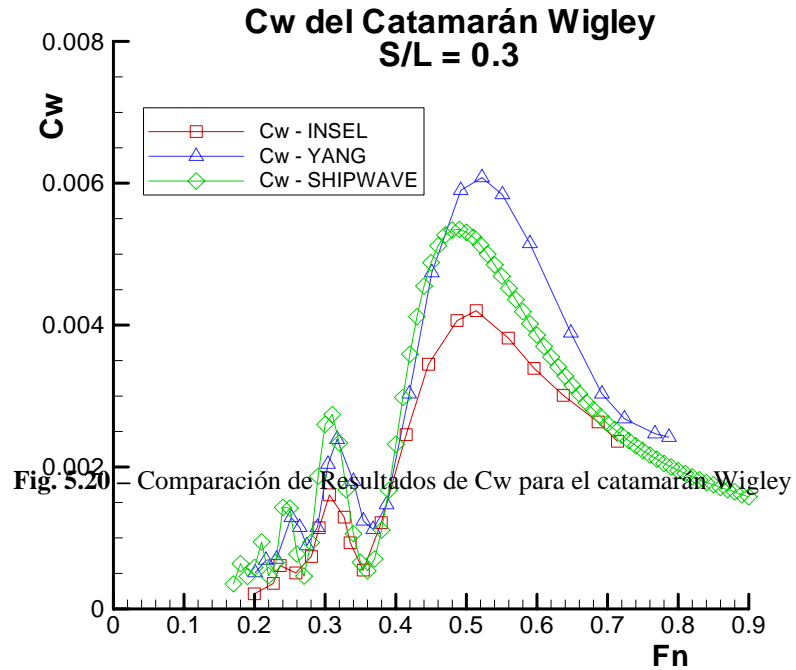 Cw del Catamarán Wigley
S/L = 0.3
0.008
Cw
Cw - INSEL
Cw - YANG
Cw - SHIPWAVE
0.006
0.004
0.002
Fig. 5.20 Comparación de Resultados de Cw para el catamarán Wigley
0
0 0.1 0.2 0.3 0.4 0.5 0.6 0.7 0.8 0.9
Fn